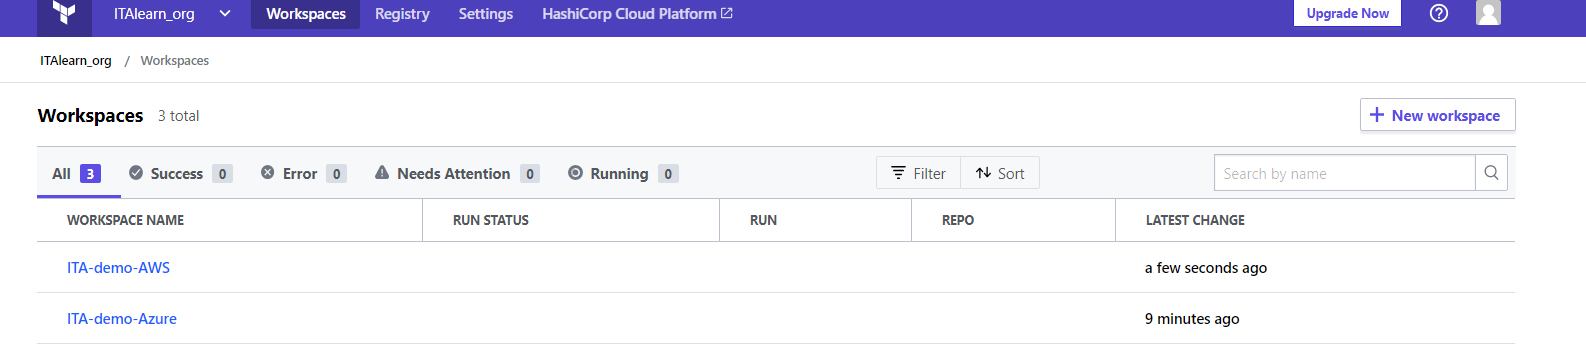 ITAlearn_org Workspaces Registry Settings HashiCorp Cloud Platform Upgrade Now
ITAlearn_org / Workspaces
Workspaces 3 total + New workspace
All 3 Success 0 Error 0 Needs Attention 0 Running 0 Filter Sort Search by name
WORKSPACE NAME RUN STATUS RUN REPO LATEST CHANGE
ITA-demo-AWS a few seconds ago
ITA-demo-Azure 9 minutes ago